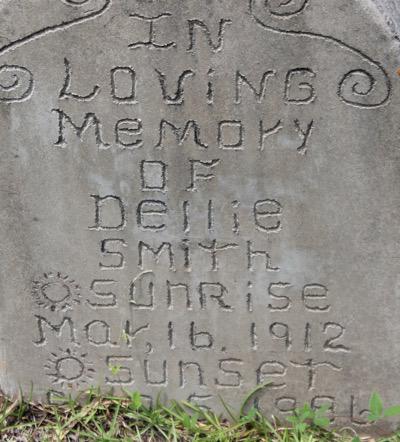 In
Loving
Memory
OF
Dellie
Smith
Sunrise
Mar, 16. 1912
Sunset